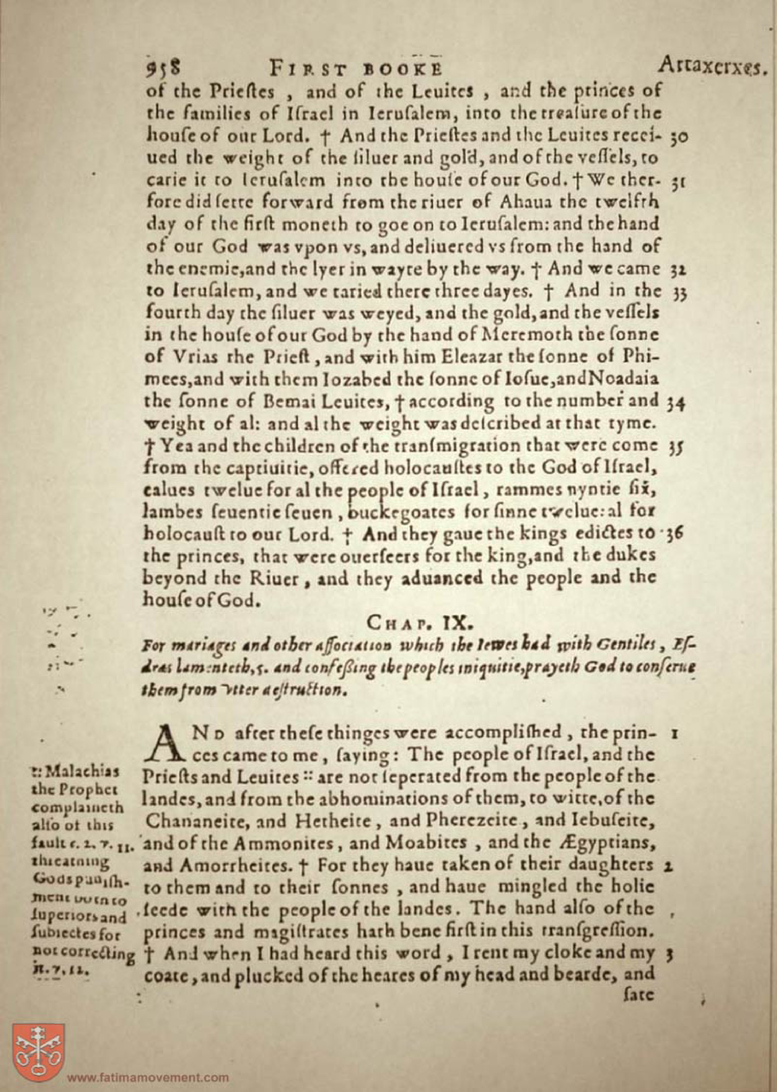 958 FIRST BOOKE Artaxerxes.
of the Prieſtes , and of the Leuites , and the princes of
the families of Iſrael in Ieruſalem, into the treaſure of the
houſe of our Lord. † And the Prieſtes and the Leuites recei- 30
ued the weight of the ſiluer and gold, and of the veſſels, to
carie it to Ieruſalem into the houſe of our God. † We ther- 31
fore did ſette forward from the riuer of Ahaua the twelfth
day of the firſt moneth to goe on to Ieruſalem: and the hand
of our God was vpon vs, and deliuered vs from the hand of
the enemie, and the lyer in wayte by the way. † And we came 32
to Ieruſalem, and we taried there three dayes. † And in the 33
fourth day the ſiluer was weyed, and the gold, and the veſſels
in the houſe of our God by the hand of Meremoth the ſonne
of Vrias the Prieſt , and with him Eleazar the ſonne of Phi-
mees, and with them Iozabed the ſonne of Ioſue, and Noadaia
the ſonne of Bemai Leuites, † according to the number and 34
weight of al: and al the weight was deſcribed at that tyme.
† Yea and the children of the tranſmigration that were come 35
from the captiuitie, offered holocauſtes to the God of Iſrael,
calues twelue for al the people of Iſrael , rammes nyntie ſix,
lambes ſeuentie ſeuen , buckegoates for ſinne twelue: al for
holocauſt to our Lord. † And they gaue the kings edictes to 36
the princes, that were ouerſeers for the king, and the dukes
beyond the Riuer , and they aduanced the people and the
houſe of God.
CHAP. IX.
For mariages and other aſſociation which the Iewes had with Gentiles , Eſ-
dras lamenteth, 5. and confeſſing the peoples iniquitie, prayeth God to conſerue
them from vtter deſtruction.
AND after theſe thinges were accompliſhed , the prin- 1
ces came to me , ſaying : The people of Iſrael, and the
Prieſts and Leuites :: are not ſeperated from the people of the
landes, and from the abhominations of them, to witte, of the
Chananeite, and Hetheite , and Pherezeite , and Iebuſeite,
and of the Ammonites , and Moabites , and the Ægyptians,
and Amorrheites. † For they haue taken of their daughters 2
to them and to their ſonnes , and haue mingled the holie
ſeede with the people of the landes. The hand alſo of the
princes and magiſtrates hath bene firſt in this tranſgreſſion.
† And when I had heard this word , I rent my cloke and my 3
coate, and plucked of the heares of my head and bearde, and
ſate
:: Malachias
the Prophet
complaineth
alſo of this
fault c. 2. v. 11.
threatning
Gods puniſh-
ment both to
ſuperiors and
ſubiectes for
not correcting
it. v. 12.
www.fatimamovement.com